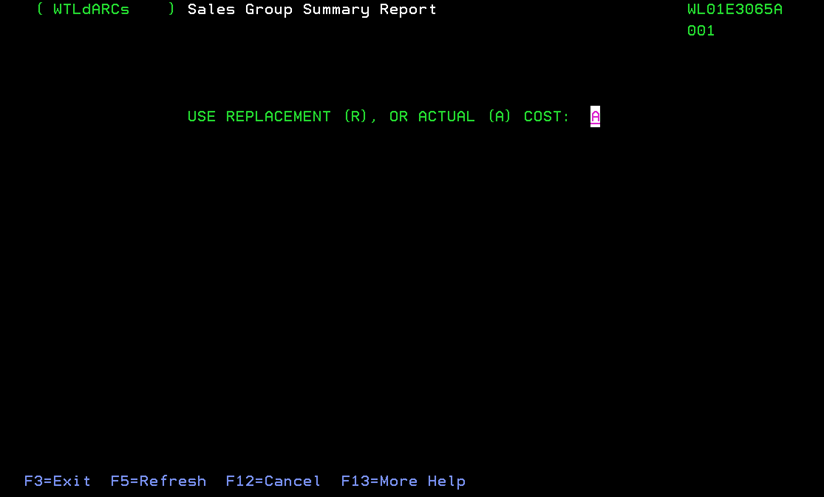 ( WTLdARCs    ) Sales Group Summary Report WL01E3065A
001
USE REPLACEMENT (R), OR ACTUAL (A) COST:  A
F3=Exit  F5=Refresh  F12=Cancel  F13=More Help